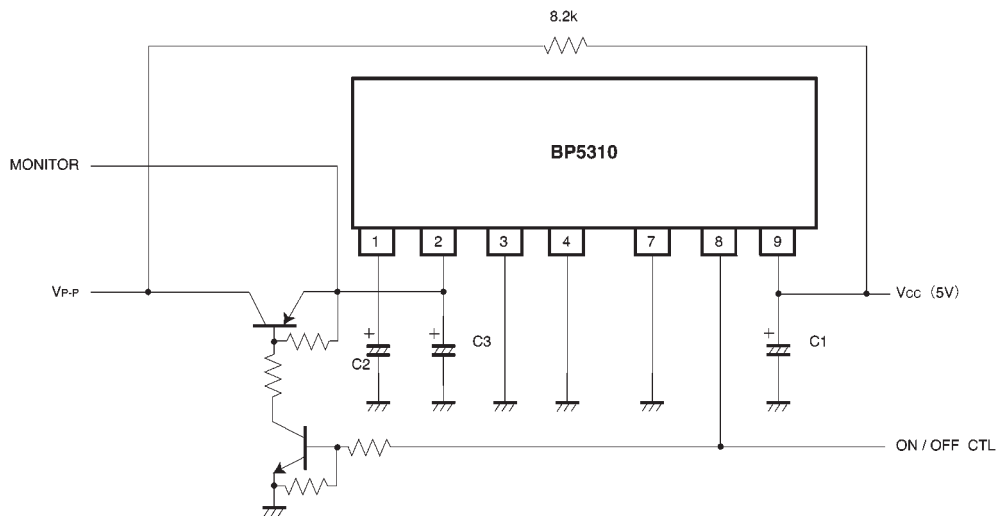 8.2k
BP5310
MONITOR
1 2 3 4 7 8 9
VP-P
VCC (5V)
+ + +
C2 C3 C1
ON / OFF CTL